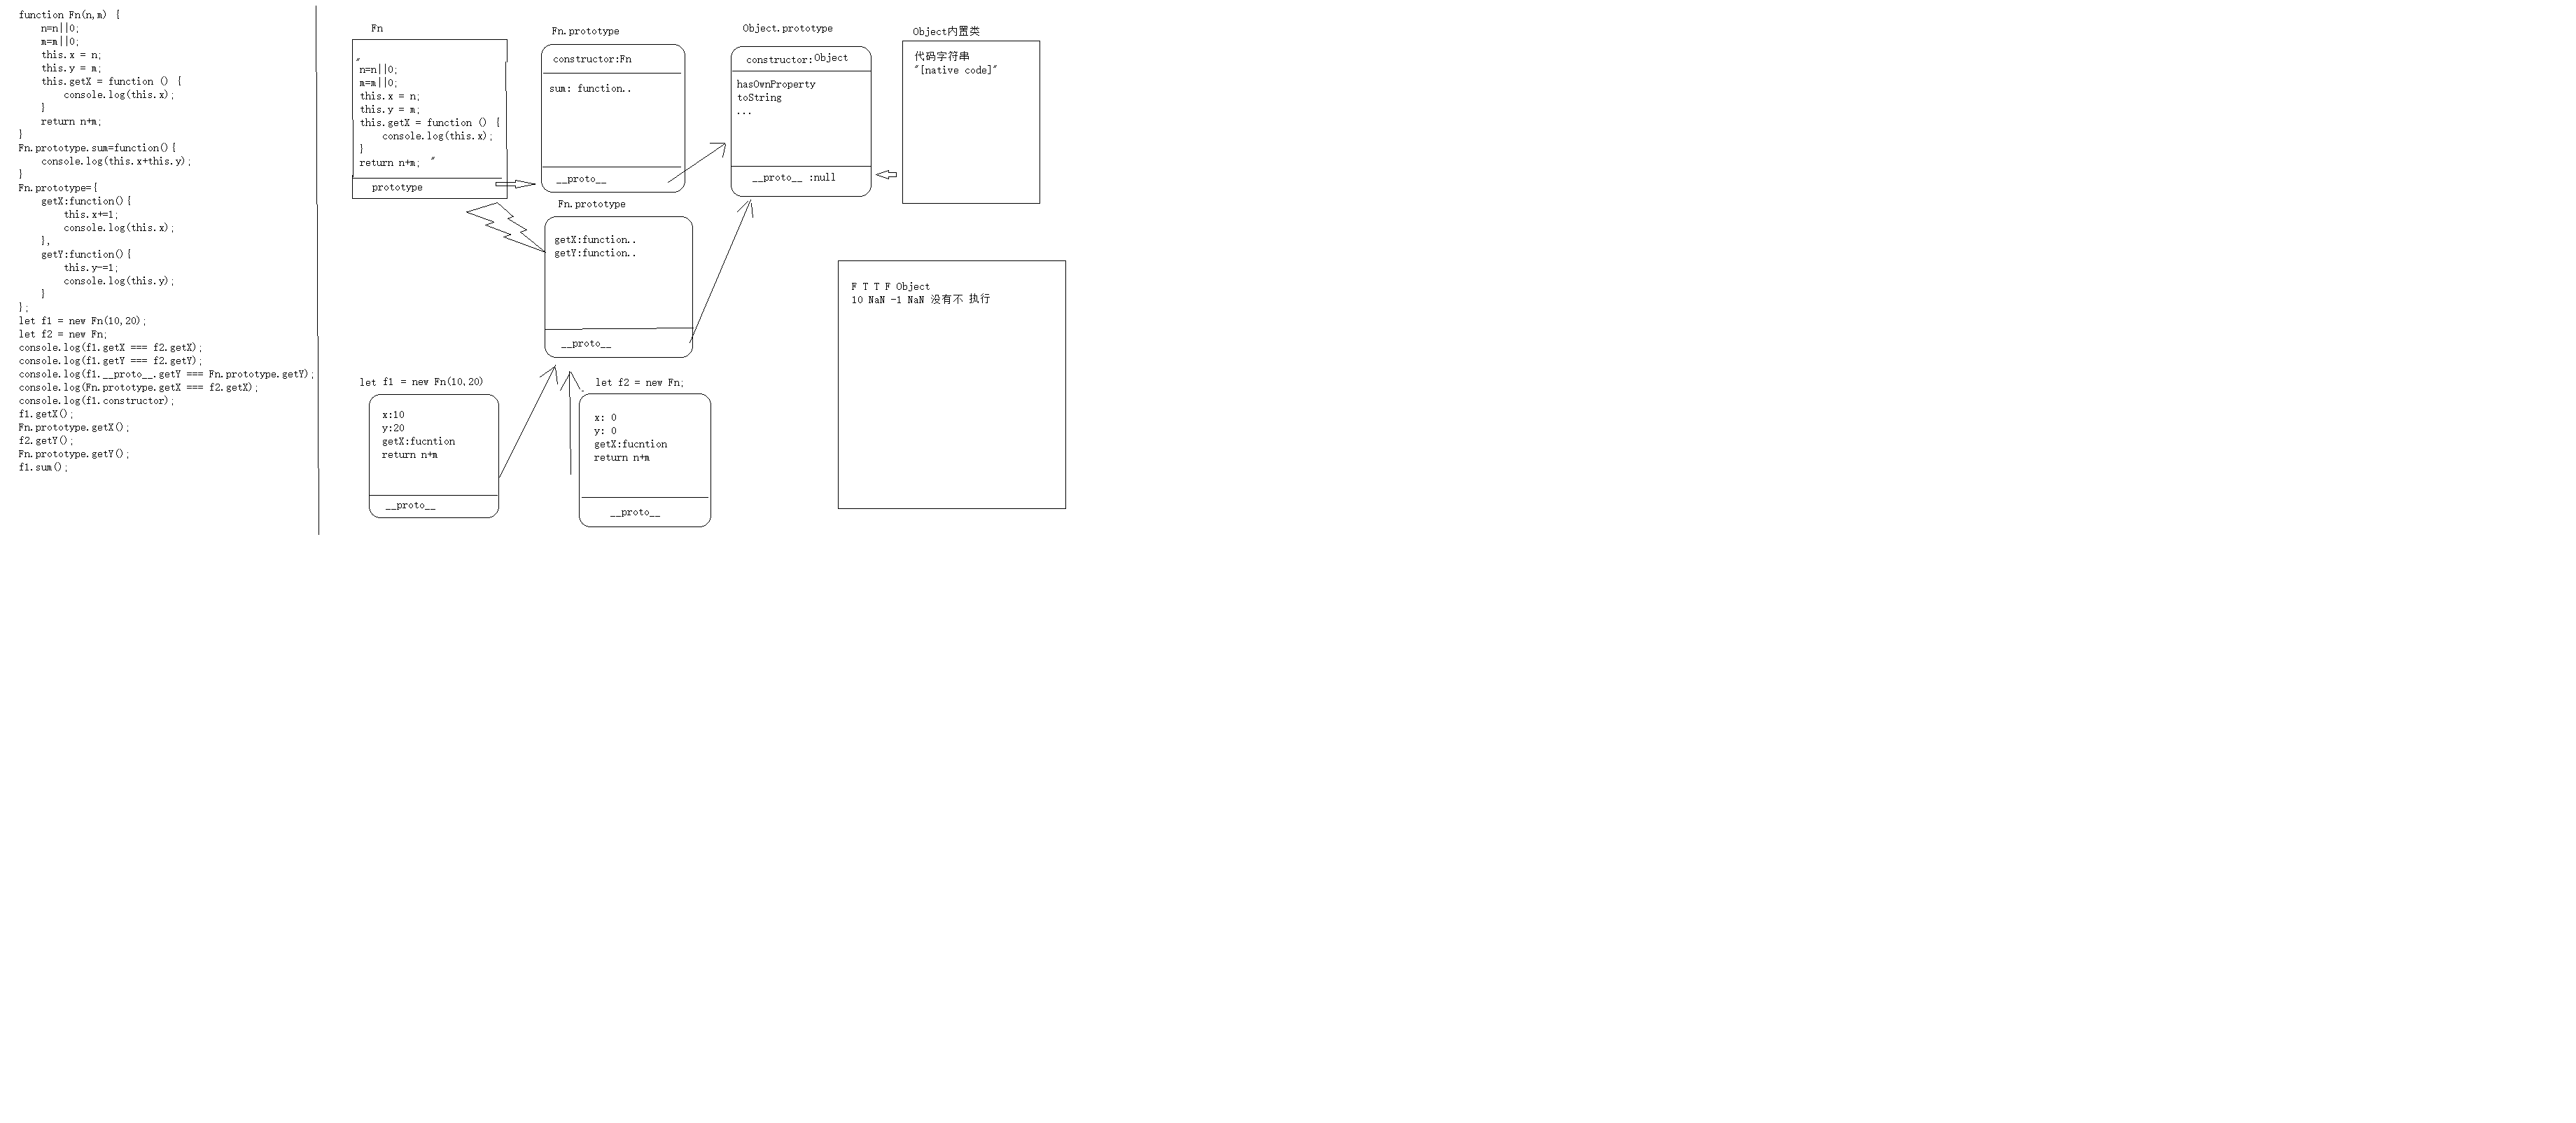 function Fn(n,m) {
n=n||0;
m=m||0;
this.x = n;
this.y = m;
this.getX = function () {
console.log(this.x);
}
return n+m;
}
Fn.prototype.sum=function(){
console.log(this.x+this.y);
}
Fn.prototype={
getX:function(){
this.x+=1;
console.log(this.x);
},
getY:function(){
this.y-=1;
console.log(this.y);
}
};
let f1 = new Fn(10,20);
let f2 = new Fn;
console.log(f1.getX === f2.getX);
console.log(f1.getY === f2.getY);
console.log(f1.__proto__.getY === Fn.prototype.getY);
console.log(Fn.prototype.getX === f2.getX);
console.log(f1.constructor);
f1.getX();
Fn.prototype.getX();
f2.getY();
Fn.prototype.getY();
f1.sum();
Fn
"
n=n||0;
m=m||0;
this.x = n;
this.y = m;
this.getX = function () {
console.log(this.x);
}
return n+m; "
prototype
Fn.prototype
constructor:Fn
sum: function..
__proto__
Object.prototype
constructor:Object
hasOwnProperty
toString
...
__proto__ :null
Object内置类
代码字符串
"[native code]"
Fn.prototype
getX:function..
getY:function..
__proto__
F T T F Object
10 NaN -1 NaN 没有不 执行
let f1 = new Fn(10,20)
x:10
y:20
getX:fucntion
return n+m
__proto__
let f2 = new Fn;
x: 0
y: 0
getX:fucntion
return n+m
__proto__